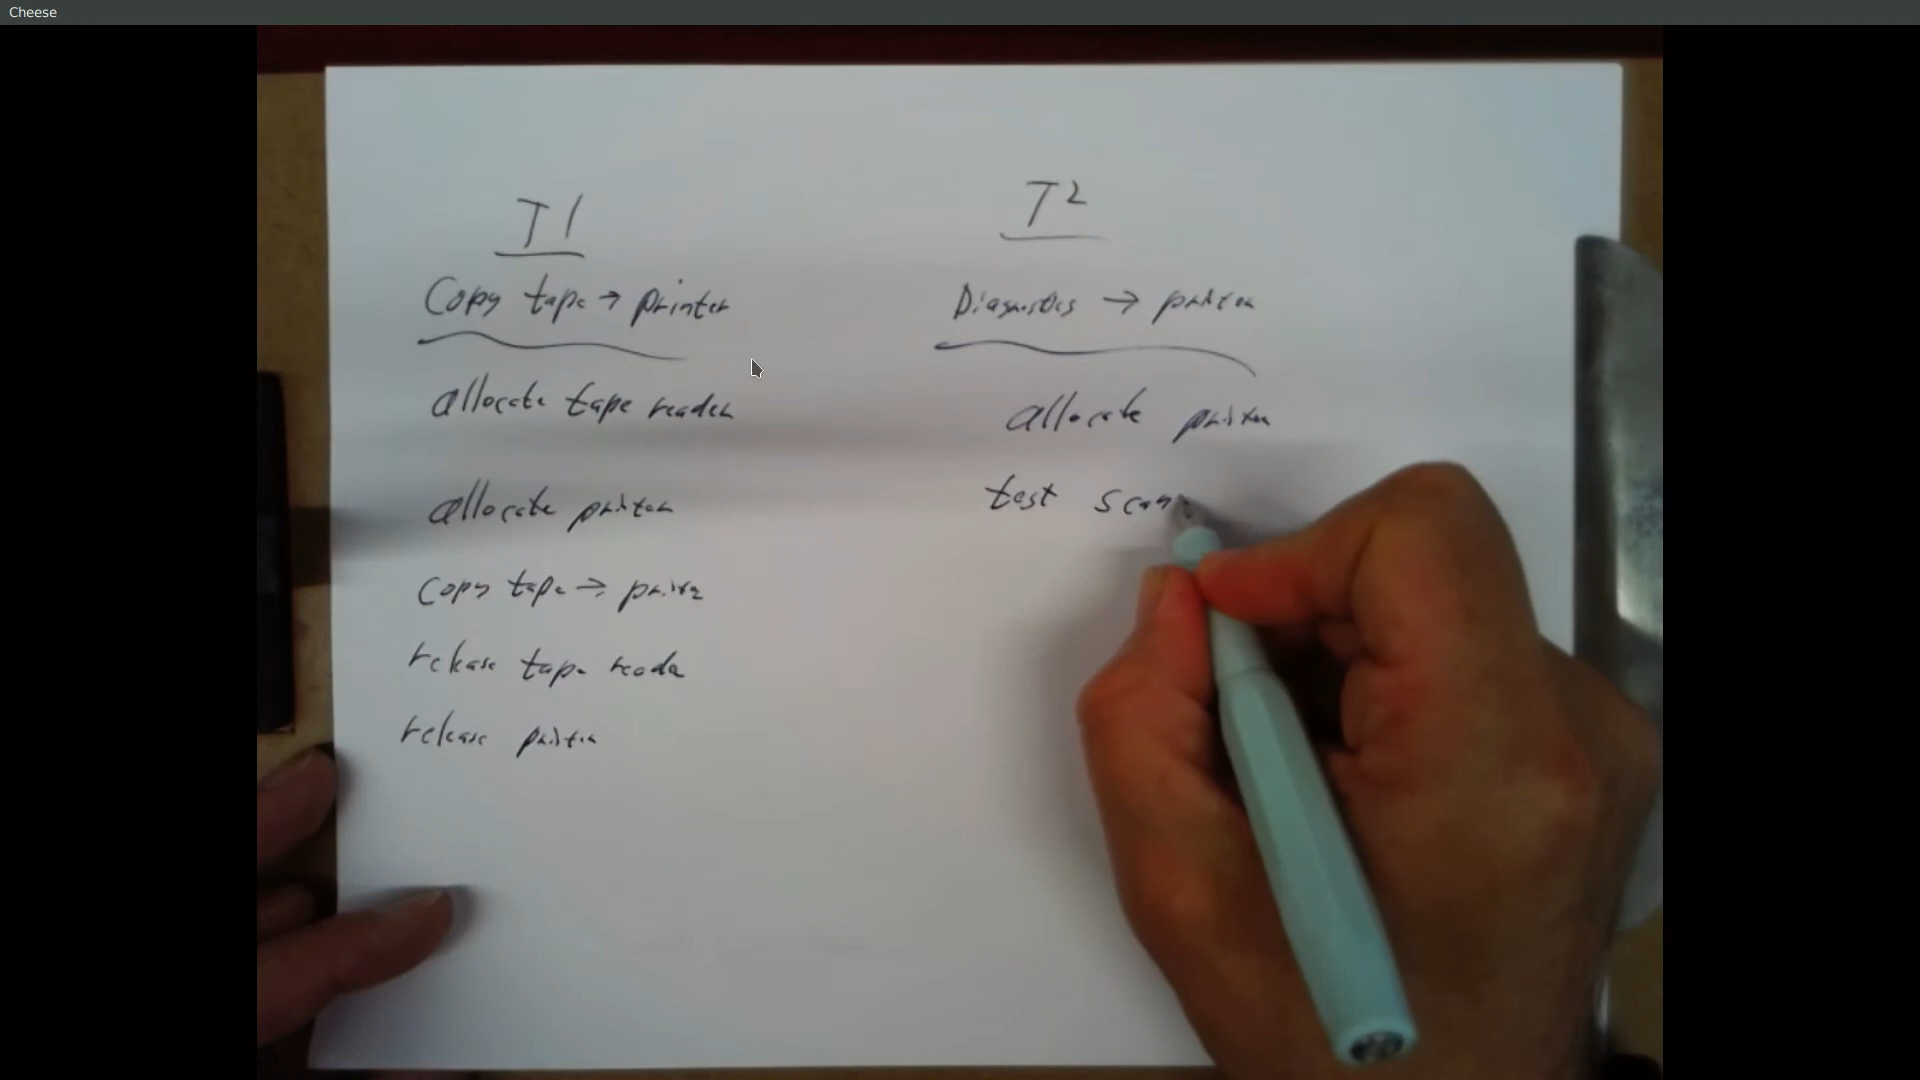 Cheese
T1
Copy tape → printer
allocate tape reader
allocate printer
copy tape → printer
release tape reader
release printer
T2
Diagnostics → printer
allocate printer
test scan